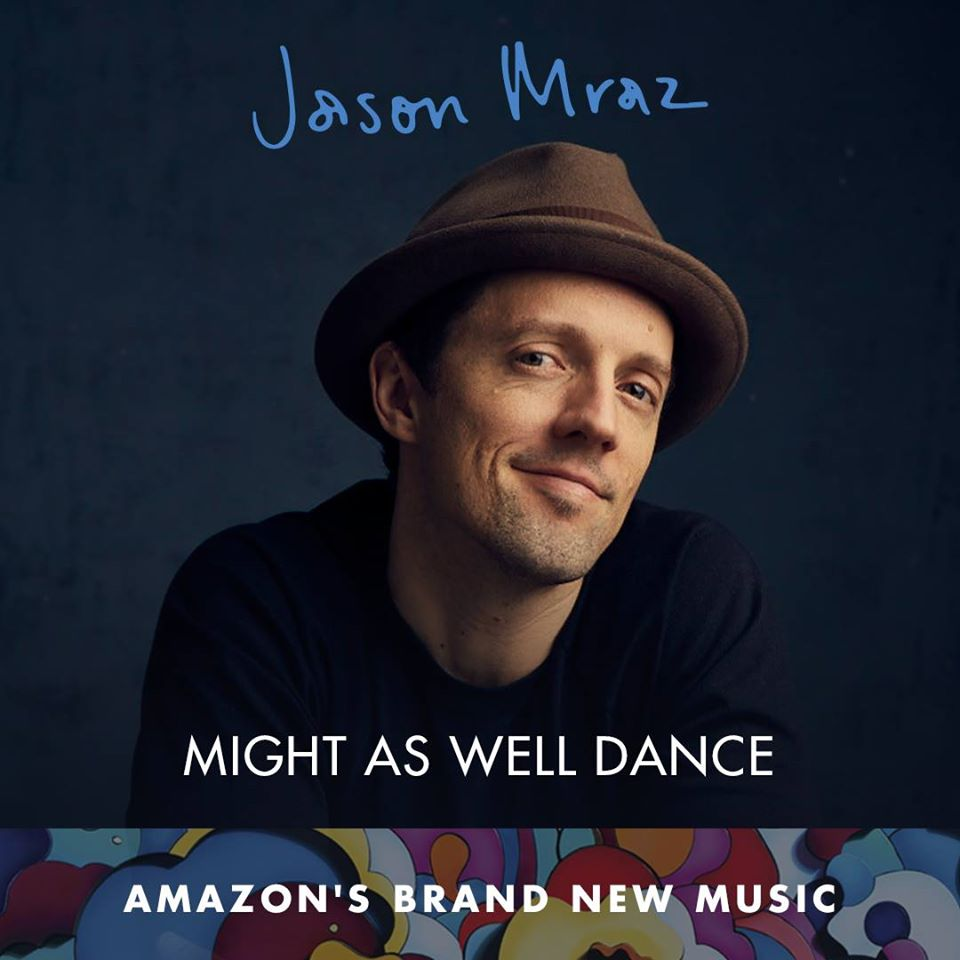 Jason Mraz
MIGHT AS WELL DANCE
AMAZON'S BRAND NEW MUSIC